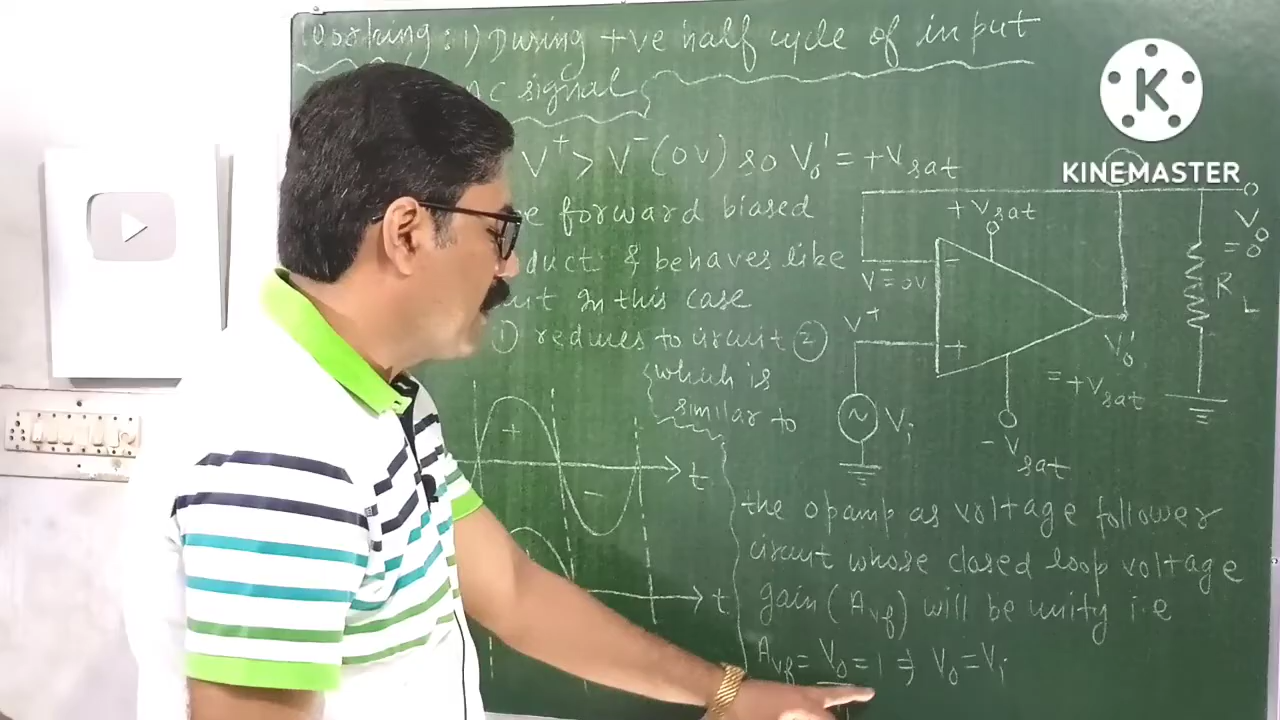 Working : 1) During +ve half cycle of input
AC signal
V⁺ > V⁻ (0V) so V₀' = +Vsat
forward biased
& behaves like
In this case
① reduces to circuit ②
which is
similar to
the opamp as voltage follower
circuit whose closed loop voltage
gain (Avf) will be unity i.e
Avf = V₀ = 1 ⇒ V₀ = Vi
+
−
t
t
+Vsat
−
V⁻=0V
V⁺
+
~ Vi
−Vsat
V₀'
=+Vsat
V₀
=0
RL
K
KINEMASTER